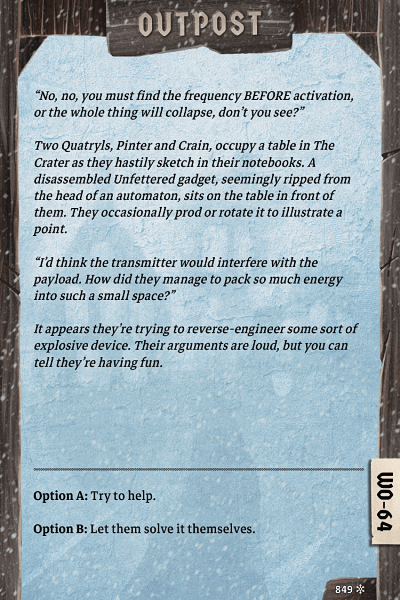 OUTPOST
“No, no, you must find the frequency BEFORE activation,
or the whole thing will collapse, don’t you see?”
Two Quatryls, Pinter and Crain, occupy a table in The
Crater as they hastily sketch in their notebooks. A
disassembled Unfettered gadget, seemingly ripped from
the head of an automaton, sits on the table in front of
them. They occasionally prod or rotate it to illustrate a
point.
“I’d think the transmitter would interfere with the
payload. How did they manage to pack so much energy
into such a small space?”
It appears they’re trying to reverse-engineer some sort of
explosive device. Their arguments are loud, but you can
tell they’re having fun.
Option A: Try to help.
Option B: Let them solve it themselves.
WO-64
849